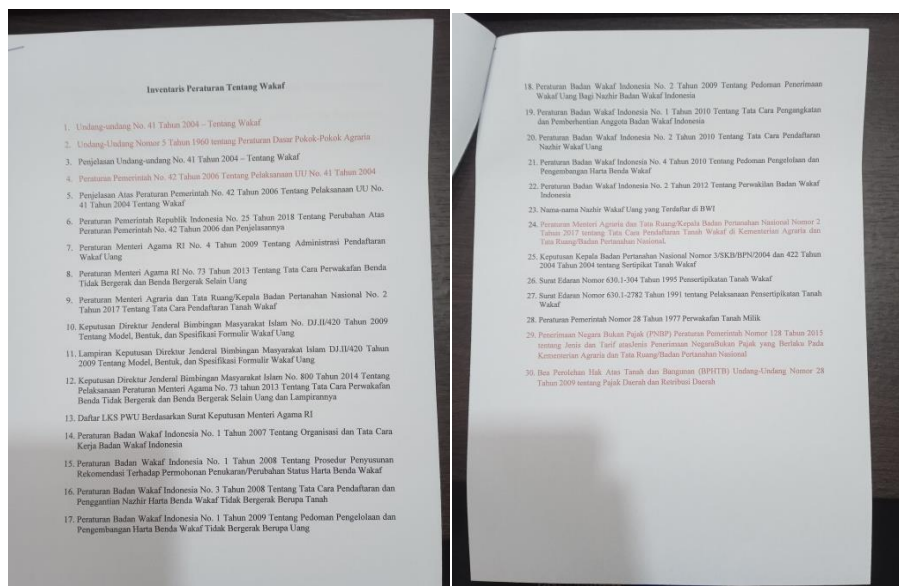 Inventaris Peraturan Tentang Wakaf
1. Undang-undang No. 41 Tahun 2004 – Tentang Wakaf
2. Undang-Undang Nomor 5 Tahun 1960 tentang Peraturan Dasar Pokok-Pokok Agraria
3. Penjelasan Undang-undang No. 41 Tahun 2004 – Tentang Wakaf
4. Peraturan Pemerintah No. 42 Tahun 2006 Tentang Pelaksanaan UU No. 41 Tahun 2004
5. Penjelasan Atas Peraturan Pemerintah No. 42 Tahun 2006 Tentang Pelaksanaan UU No.
41 Tahun 2004 Tentang Wakaf
6. Peraturan Pemerintah Republik Indonesia No. 25 Tahun 2018 Tentang Perubahan Atas
Peraturan Pemerintah No. 42 Tahun 2006 dan Penjelasannya
7. Peraturan Menteri Agama RI No. 4 Tahun 2009 Tentang Administrasi Pendaftaran
Wakaf Uang
8. Peraturan Menteri Agama RI No. 73 Tahun 2013 Tentang Tata Cara Perwakafan Benda
Tidak Bergerak dan Benda Bergerak Selain Uang
9. Peraturan Menteri Agraria dan Tata Ruang/Kepala Badan Pertanahan Nasional No. 2
Tahun 2017 Tentang Tata Cara Pendaftaran Tanah Wakaf
10. Keputusan Direktur Jenderal Bimbingan Masyarakat Islam No. DJ.II/420 Tahun 2009
Tentang Model, Bentuk, dan Spesifikasi Formulir Wakaf Uang
11. Lampiran Keputusan Direktur Jenderal Bimbingan Masyarakat Islam DJ.II/420 Tahun
2009 Tentang Model, Bentuk, dan Spesifikasi Formulir Wakaf Uang
12. Keputusan Direktur Jenderal Bimbingan Masyarakat Islam No. 800 Tahun 2014 Tentang
Pelaksanaan Peraturan Menteri Agama No. 73 tahun 2013 Tentang Tata Cara Perwakafan
Benda Tidak Bergerak dan Benda Bergerak Selain Uang dan Lampirannya
13. Daftar LKS PWU Berdasarkan Surat Keputusan Menteri Agama RI
14. Peraturan Badan Wakaf Indonesia No. 1 Tahun 2007 Tentang Organisasi dan Tata Cara
Kerja Badan Wakaf Indonesia
15. Peraturan Badan Wakaf Indonesia No. 1 Tahun 2008 Tentang Prosedur Penyusunan
Rekomendasi Terhadap Permohonan Penukaran/Perubahan Status Harta Benda Wakaf
16. Peraturan Badan Wakaf Indonesia No. 3 Tahun 2008 Tentang Tata Cara Pendaftaran dan
Penggantian Nazhir Harta Benda Wakaf Tidak Bergerak Berupa Tanah
17. Peraturan Badan Wakaf Indonesia No. 1 Tahun 2009 Tentang Pedoman Pengelolaan dan
Pengembangan Harta Benda Wakaf Tidak Bergerak Berupa Uang
18. Peraturan Badan Wakaf Indonesia No. 2 Tahun 2009 Tentang Pedoman Penerimaan
Wakaf Uang Bagi Nazhir Badan Wakaf Indonesia
19. Peraturan Badan Wakaf Indonesia No. 1 Tahun 2010 Tentang Tata Cara Pengangkatan
dan Pemberhentian Anggota Badan Wakaf Indonesia
20. Peraturan Badan Wakaf Indonesia No. 2 Tahun 2010 Tentang Tata Cara Pendaftaran
Nazhir Wakaf Uang
21. Peraturan Badan Wakaf Indonesia No. 4 Tahun 2010 Tentang Pedoman Pengelolaan dan
Pengembangan Harta Benda Wakaf
22. Peraturan Badan Wakaf Indonesia No. 2 Tahun 2012 Tentang Perwakilan Badan Wakaf
Indonesia
23. Nama-nama Nazhir Wakaf Uang yang Terdaftar di BWI
24. Peraturan Menteri Agraria dan Tata Ruang/Kepala Badan Pertanahan Nasional Nomor 2
Tahun 2017 tentang Tata Cara Pendaftaran Tanah Wakaf di Kementerian Agraria dan
Tata Ruang/Badan Pertanahan Nasional.
25. Keputusan Kepala Badan Pertanahan Nasional Nomor 3/SKB/BPN/2004 dan 422 Tahun
2004 Tahun 2004 tentang Sertipikat Tanah Wakaf
26. Surat Edaran Nomor 630.1-304 Tahun 1995 Pensertipikatan Tanah Wakaf
27. Surat Edaran Nomor 630.1-2782 Tahun 1991 tentang Pelaksanaan Pensertipikatan Tanah
Wakaf
28. Peraturan Pemerintah Nomor 28 Tahun 1977 Perwakafan Tanah Milik
29. Penerimaan Negara Bukan Pajak (PNBP) Peraturan Pemerintah Nomor 128 Tahun 2015
tentang Jenis dan Tarif atasJenis Penerimaan NegaraBukan Pajak yang Berlaku Pada
Kementerian Agraria dan Tata Ruang/Badan Pertanahan Nasional
30. Bea Perolehan Hak Atas Tanah dan Bangunan (BPHTB) Undang-Undang Nomor 28
Tahun 2009 tentang Pajak Daerah dan Retribusi Daerah